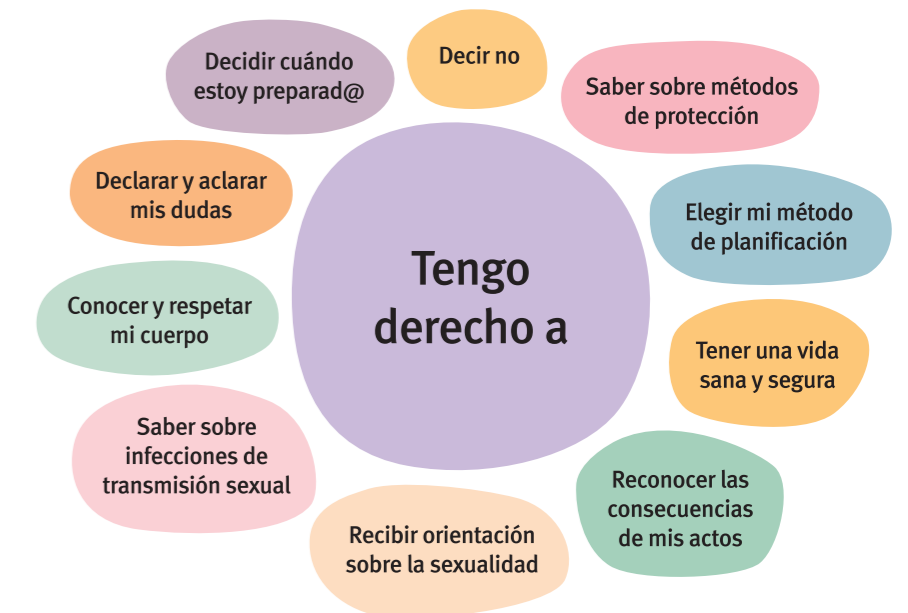 Tengo
derecho a
Decir no
Saber sobre métodos
de protección
Elegir mi método
de planificación
Tener una vida
sana y segura
Reconocer las
consecuencias
de mis actos
Recibir orientación
sobre la sexualidad
Saber sobre
infecciones de
transmisión sexual
Conocer y respetar
mi cuerpo
Declarar y aclarar
mis dudas
Decidir cuándo
estoy preparad@